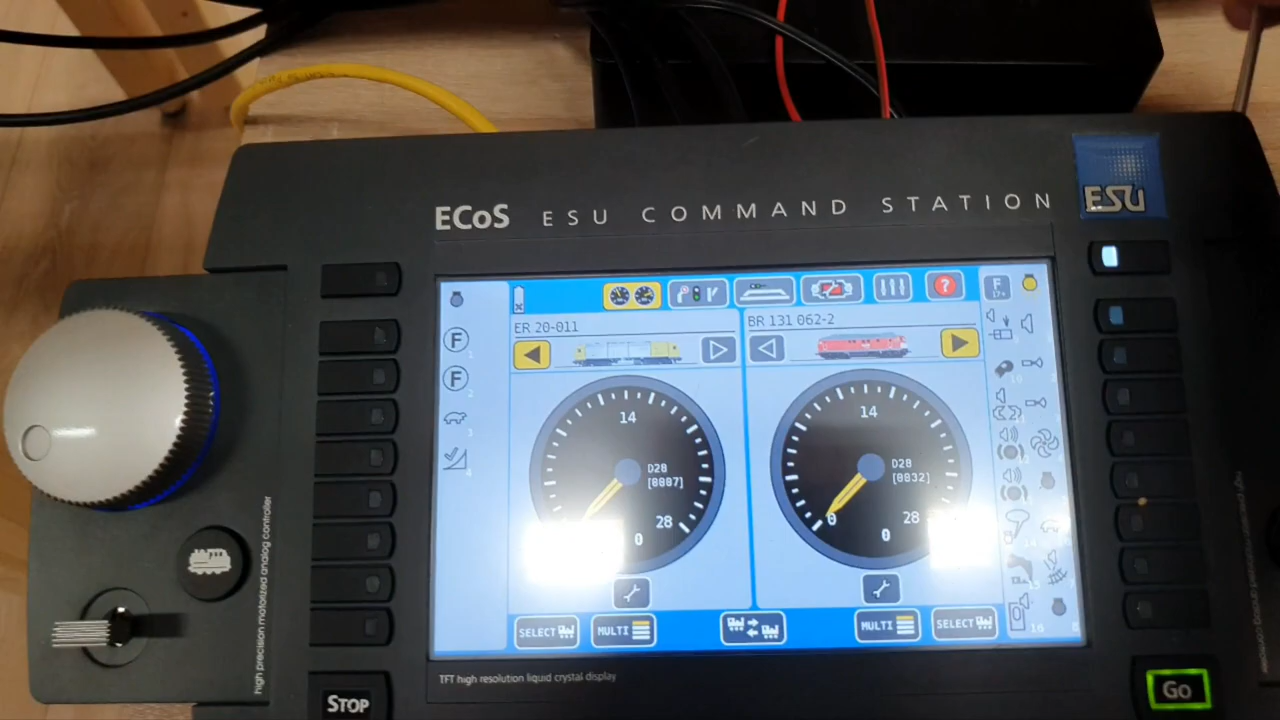 ECoS ESU COMMAND STATION
ESU
?
F
17+
ER 20-011
BR 131 062-2
F
F
14
D28
[0007]
28
0
14
D28
[0032]
0
28
0
16
SELECT
MULTI
MULTI
SELECT
TFT high resolution liquid crystal display
STOP
Go
high precision motorized analog controller